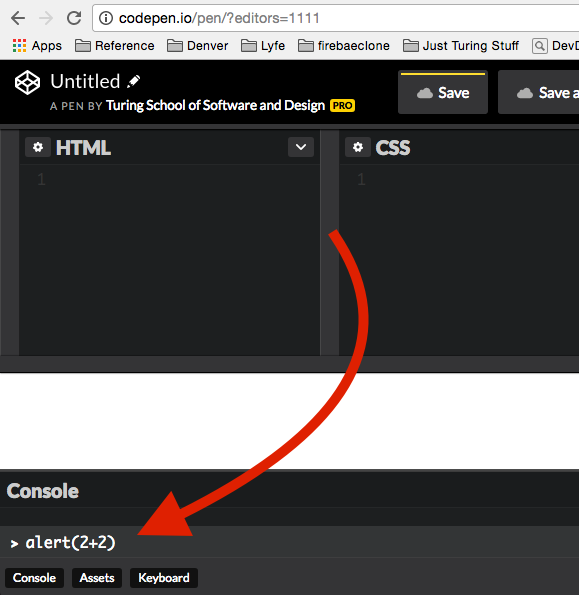 codepen.io/pen/?editors=1111
Apps Reference Denver Lyfe firebaeclone Just Turing Stuff
Untitled
A PEN BY Turing School of Software and Design PRO
Save Save a
HTML CSS
1 1
Console
> alert(2+2)
Console Assets Keyboard